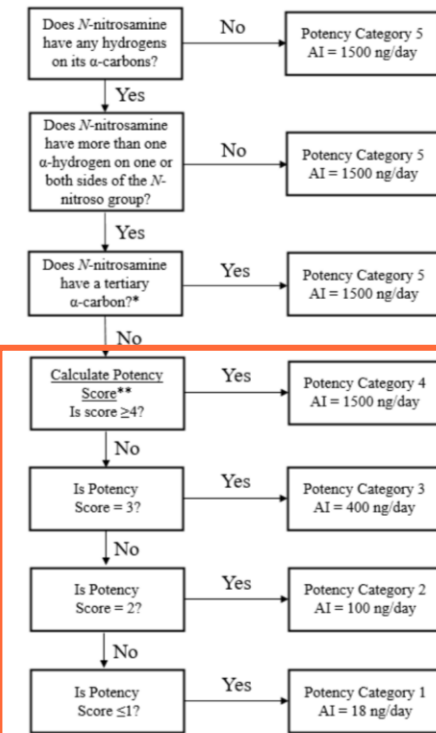 Does N-nitrosamine
have any hydrogens
on its α-carbons?
No
Potency Category 5
AI = 1500 ng/day
Yes
Does N-nitrosamine
have more than one
α-hydrogen on one or
both sides of the N-
nitroso group?
No
Potency Category 5
AI = 1500 ng/day
Yes
Does N-nitrosamine
have a tertiary
α-carbon?*
Yes
Potency Category 5
AI = 1500 ng/day
No
Calculate Potency
Score**
Is score ≥4?
Yes
Potency Category 4
AI = 1500 ng/day
No
Is Potency
Score = 3?
Yes
Potency Category 3
AI = 400 ng/day
No
Is Potency
Score = 2?
Yes
Potency Category 2
AI = 100 ng/day
No
Is Potency
Score ≤1?
Yes
Potency Category 1
AI = 18 ng/day